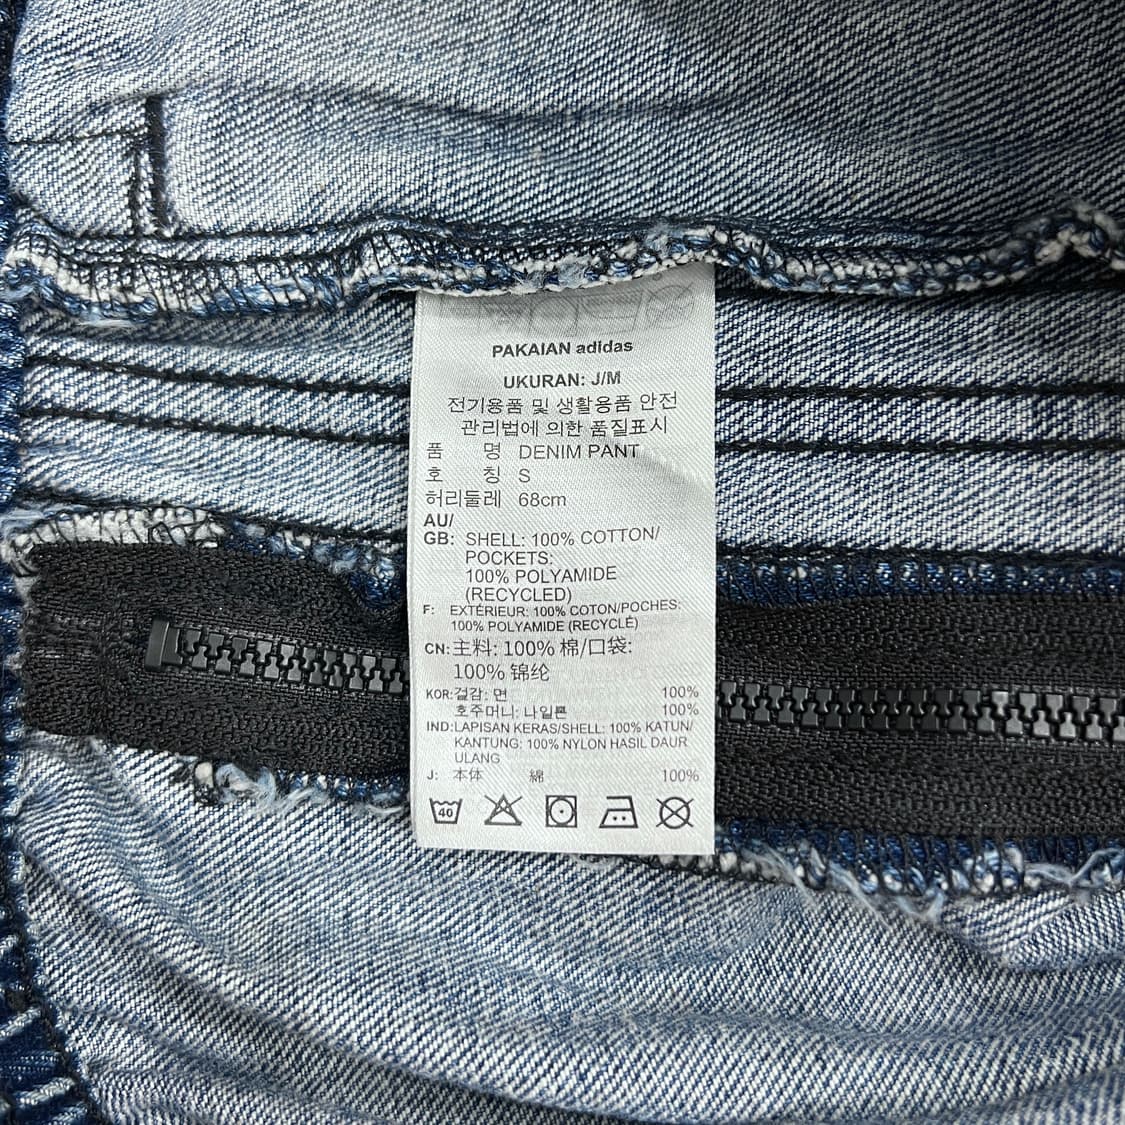 PAKAIAN adidas
UKURAN: J/M
전기용품 및 생활용품 안전
관리법에 의한 품질표시
품 명 DENIM PANT
호 칭 S
허리둘레 68cm
AU/
GB: SHELL: 100% COTTON/
POCKETS:
100% POLYAMIDE
(RECYCLED)
F: EXTÉRIEUR: 100% COTON/POCHES:
100% POLYAMIDE (RECYCLÉ)
CN: 主料: 100% 棉/口袋:
100% 锦纶
KOR: 겉감: 면 100%
호주머니: 나일론 100%
IND: LAPISAN KERAS/SHELL: 100% KATUN/
KANTUNG: 100% NYLON HASIL DAUR
ULANG
J: 本体 綿 100%
40